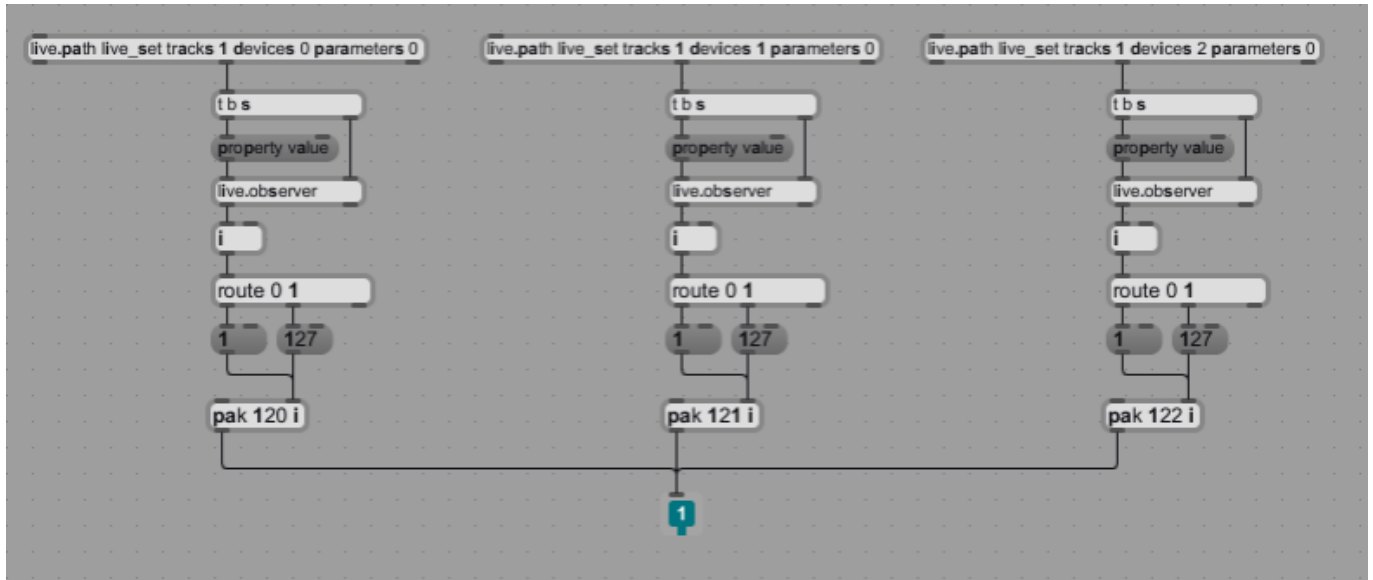 live.path live_set tracks 1 devices 0 parameters 0
live.path live_set tracks 1 devices 1 parameters 0
live.path live_set tracks 1 devices 2 parameters 0
t b s
t b s
t b s
property value
property value
property value
live.observer
live.observer
live.observer
i
i
i
route 0 1
route 0 1
route 0 1
1
127
1
127
1
127
pak 120 i
pak 121 i
pak 122 i
1